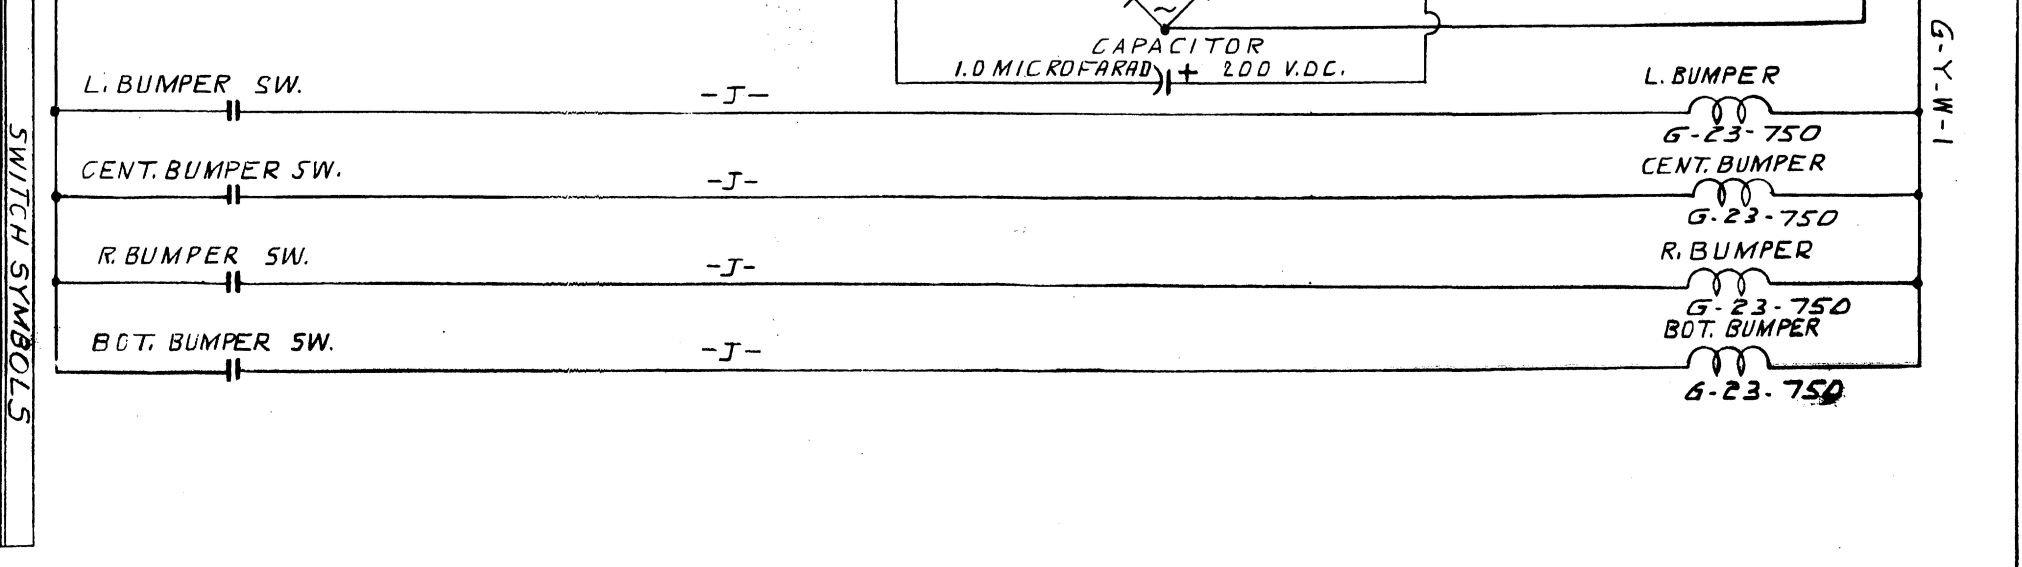 CAPACITOR
1.0 MICROFARAD + 200 V.DC.
L. BUMPER SW.
-J-
L. BUMPER
G-23-750
CENT. BUMPER SW.
-J-
CENT. BUMPER
G-23-750
R. BUMPER SW.
-J-
R. BUMPER
G-23-750
BOT. BUMPER SW.
-J-
BOT. BUMPER
G-23-750
SWITCH SYMBOLS
G-Y-W-1